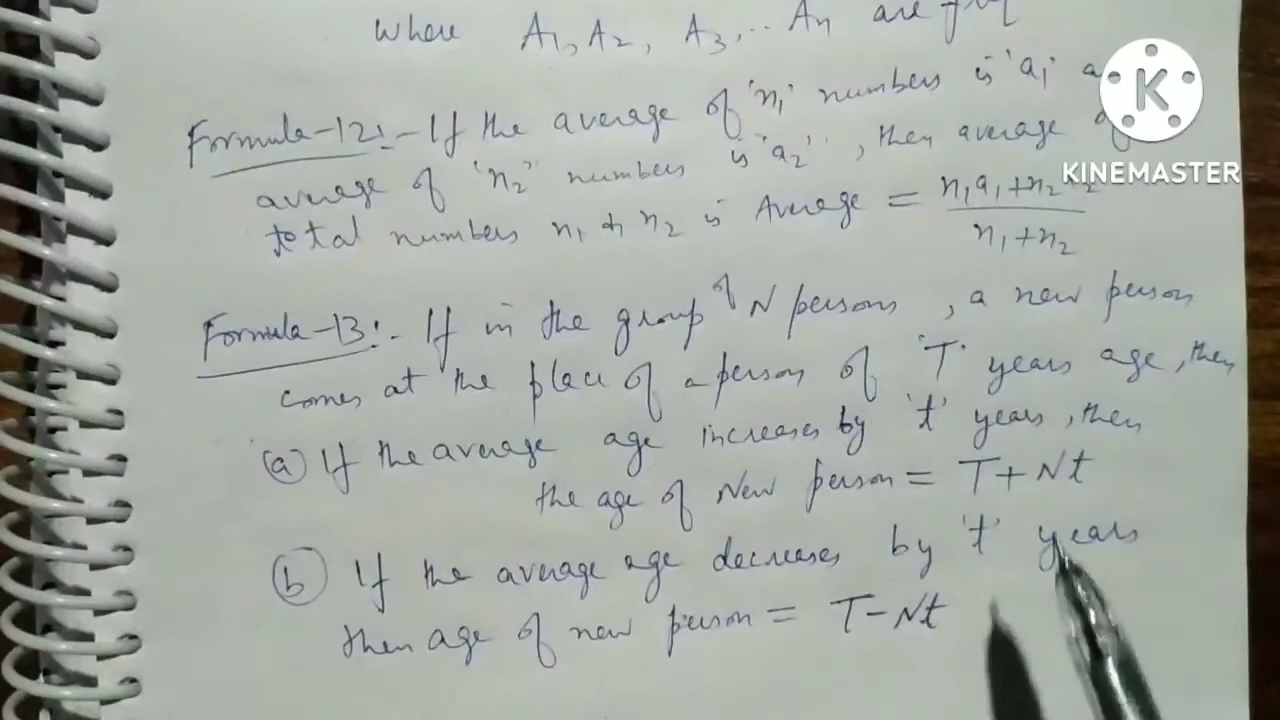 where A1, A2, A3, ... An are
Formula-12:- If the average of 'n1' numbers is 'a1' a
average of 'n2' numbers is 'a2', then average of
total numbers n1 + n2 is Average = n1a1+n2 2 / n1+n2
Formula-13:- If in the group of N persons, a new person
comes at the place of a person of 'T' years age, then
(a) If the average age increases by 't' years, then
the age of New person = T+Nt
(b) If the average age decreases by 't' years
then age of new person = T-Nt
K
KINEMASTER